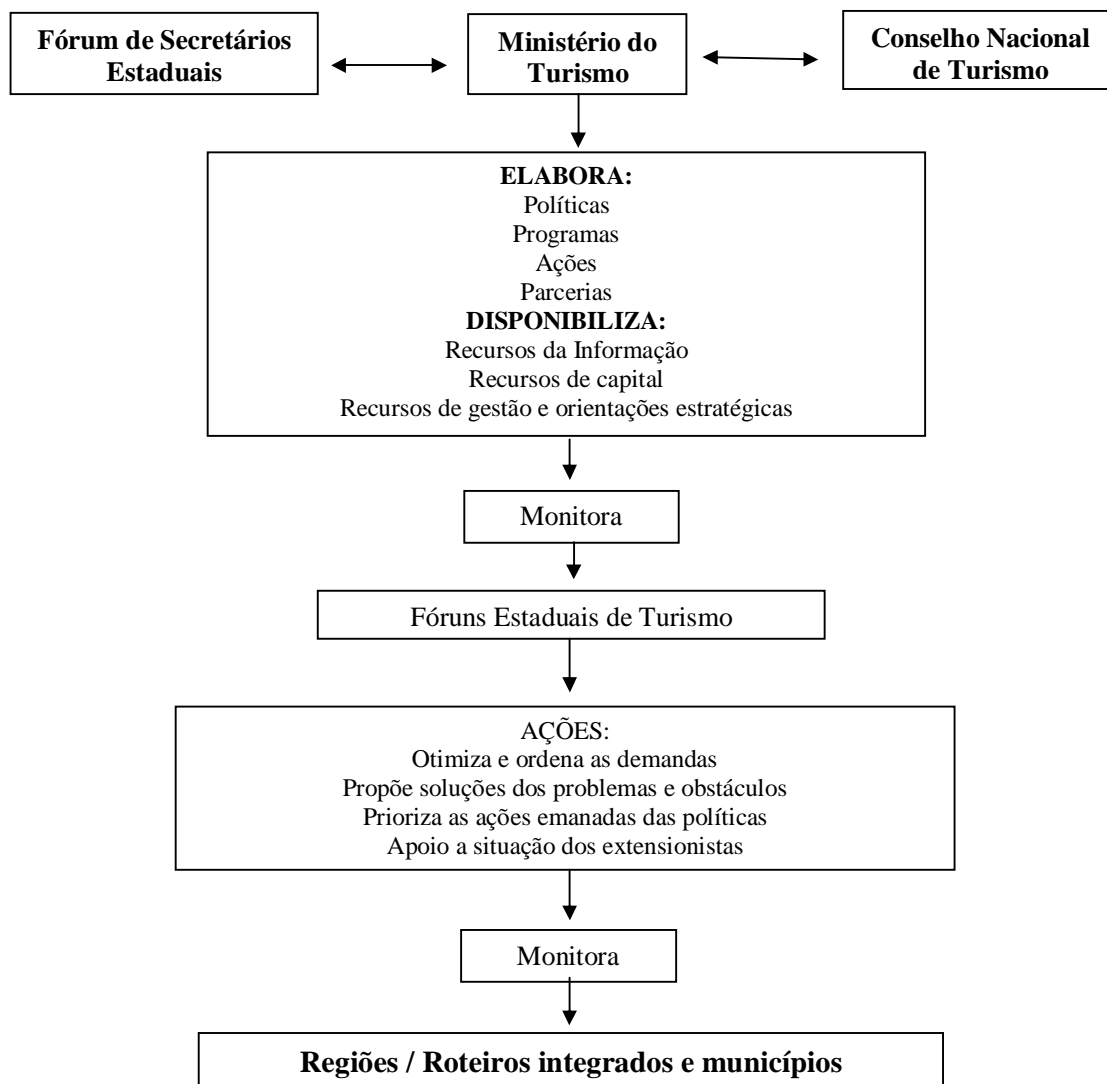 Fórum de Secretários
Estaduais
Ministério do
Turismo
Conselho Nacional
de Turismo
ELABORA:
Políticas
Programas
Ações
Parcerias
DISPONIBILIZA:
Recursos da Informação
Recursos de capital
Recursos de gestão e orientações estratégicas
Monitora
Fóruns Estaduais de Turismo
AÇÕES:
Otimiza e ordena as demandas
Propõe soluções dos problemas e obstáculos
Prioriza as ações emanadas das políticas
Apoio a situação dos extensionistas
Monitora
Regiões / Roteiros integrados e municípios